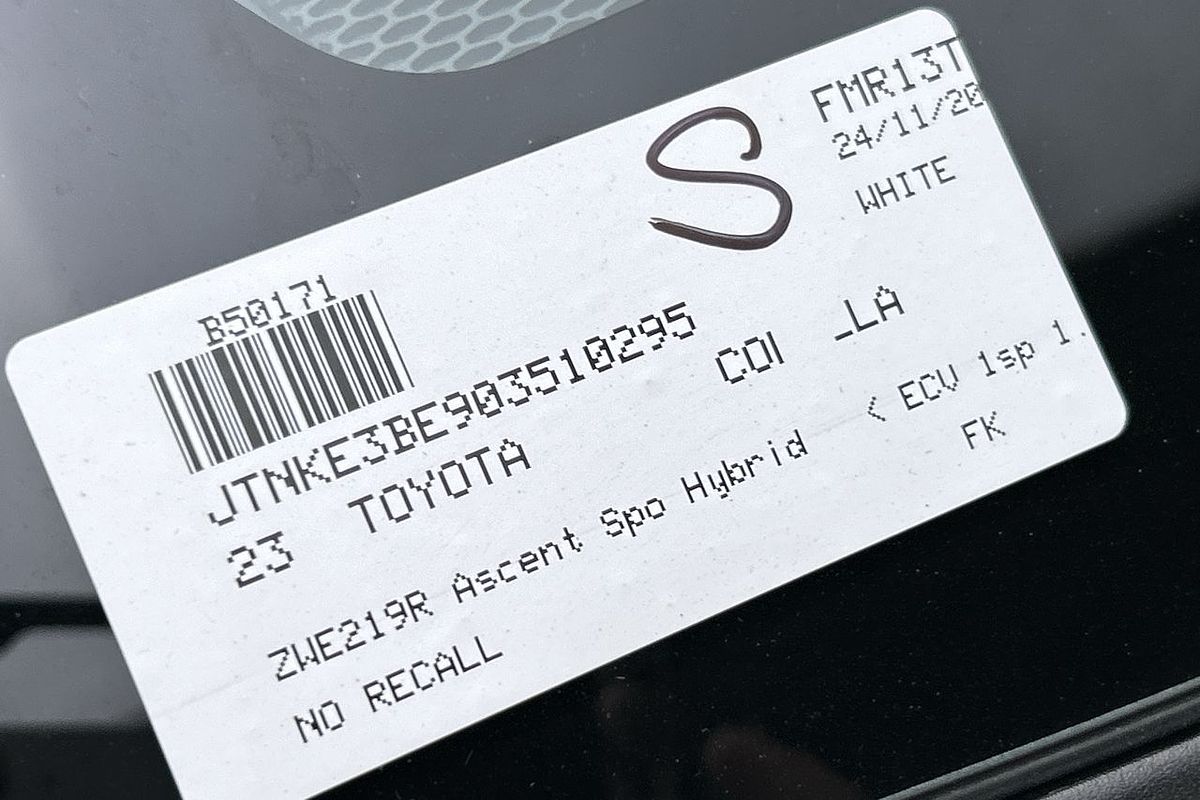 S
FMR13T
24/11/20
WHITE
B50171
JTNKE3BE903510295
23 TOYOTA COI _LA
ZWE219R Ascent Spo Hybrid < ECV 1sp 1.
NO RECALL FK